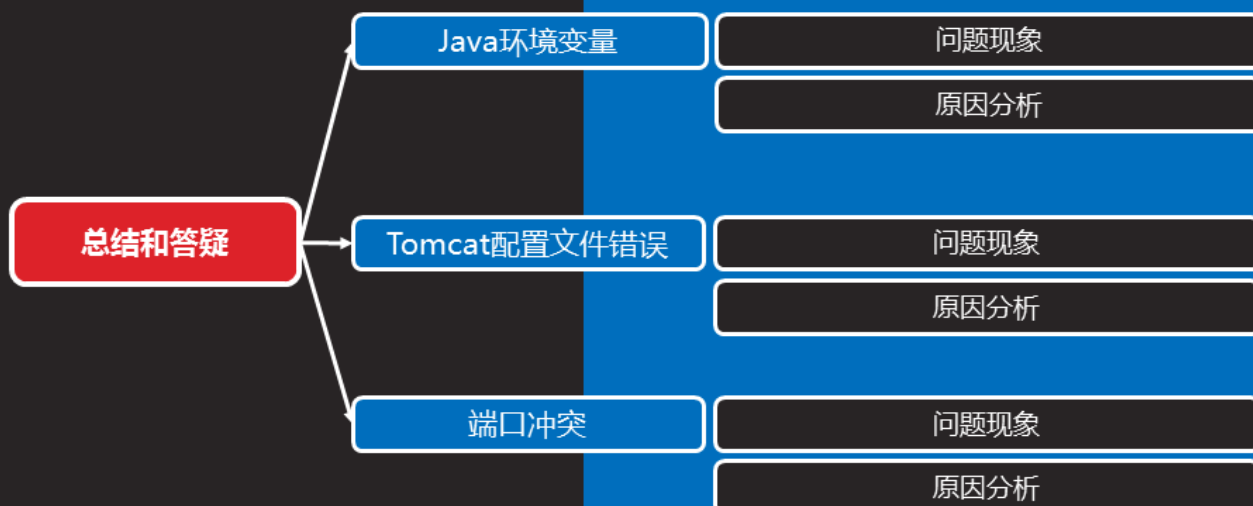 Java环境变量
问题现象
原因分析
总结和答疑
Tomcat配置文件错误
问题现象
原因分析
端口冲突
问题现象
原因分析